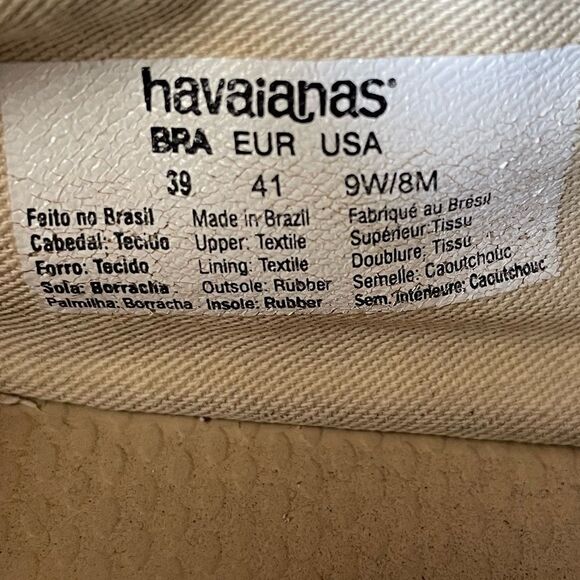 havaianas®
BRA EUR USA
39 41 9W/8M
Feito no Brasil Made in Brazil Fabriqué au Brésil
Cabedal: Tecido Upper: Textile Supérieur: Tissu
Forro: Tecido Lining: Textile Doublure: Tissu
Sola: Borracha Outsole: Rubber Semelle: Caoutchouc
Palmilha: Borracha Insole: Rubber Sem. Intérieure: Caoutchouc